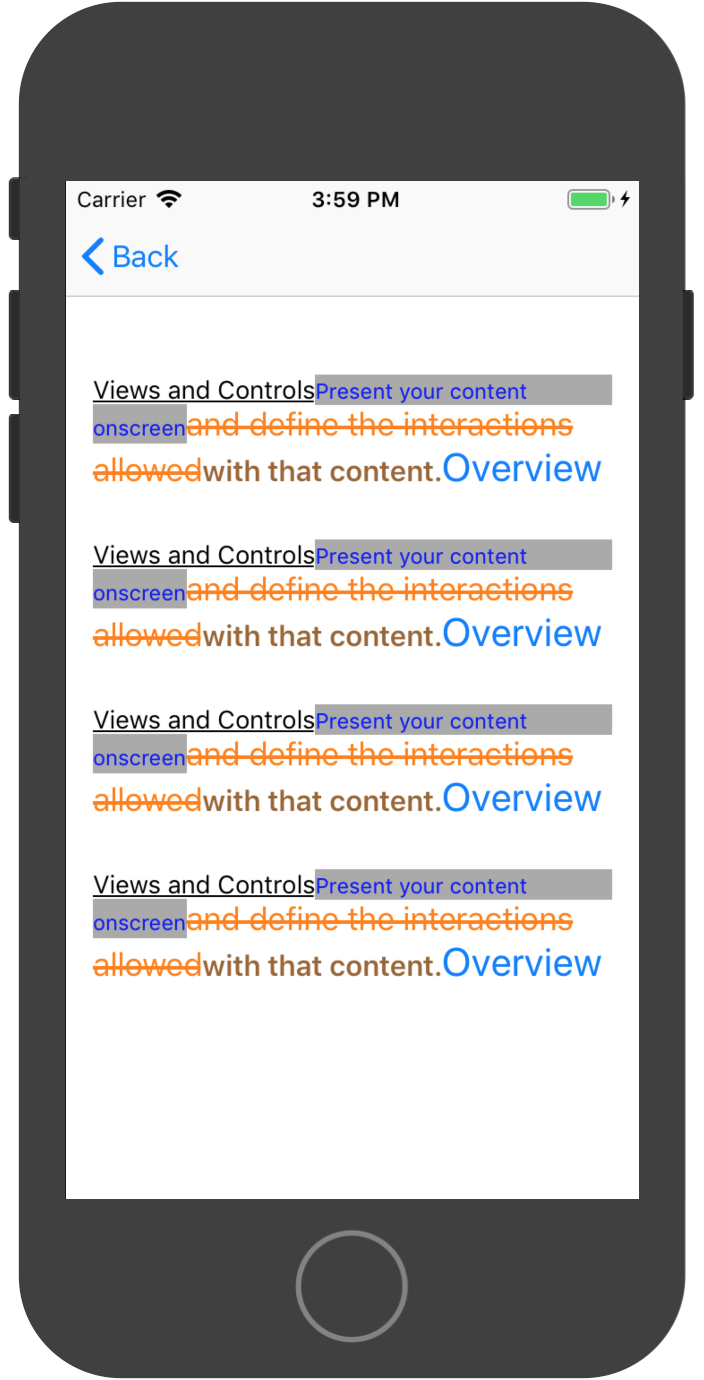 Carrier 3:59 PM
Back
Views and ControlsPresent your content
onscreenand define the interactions
allowedwith that content.Overview
Views and ControlsPresent your content
onscreenand define the interactions
allowedwith that content.Overview
Views and ControlsPresent your content
onscreenand define the interactions
allowedwith that content.Overview
Views and ControlsPresent your content
onscreenand define the interactions
allowedwith that content.Overview